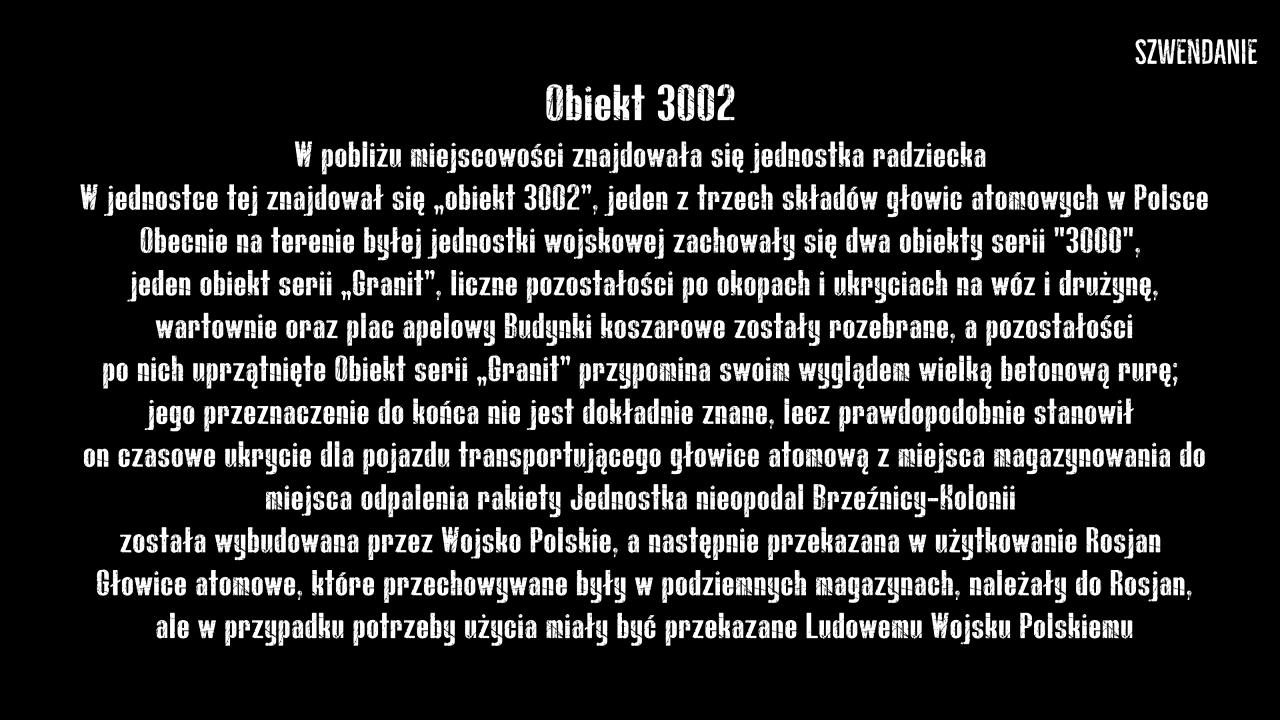 SZWENDANIE
Obiekt 3002
W pobliżu miejscowości znajdowała się jednostka radziecka
W jednostce tej znajdował się „obiekt 3002”, jeden z trzech składów głowic atomowych w Polsce
Obecnie na terenie byłej jednostki wojskowej zachowały się dwa obiekty serii "3000",
jeden obiekt serii „Granit”, liczne pozostałości po okopach i ukryciach na wóz i drużynę,
wartownie oraz plac apelowy Budynki koszarowe zostały rozebrane, a pozostałości
po nich uprzątnięte Obiekt serii „Granit” przypomina swoim wyglądem wielką betonową rurę;
jego przeznaczenie do końca nie jest dokładnie znane, lecz prawdopodobnie stanowił
on czasowe ukrycie dla pojazdu transportującego głowice atomową z miejsca magazynowania do
miejsca odpalenia rakiety Jednostka nieopodal Brzeźnicy-Kolonii
została wybudowana przez Wojsko Polskie, a następnie przekazana w użytkowanie Rosjan
Głowice atomowe, które przechowywane były w podziemnych magazynach, należały do Rosjan,
ale w przypadku potrzeby użycia miały być przekazane Ludowemu Wojsku Polskiemu